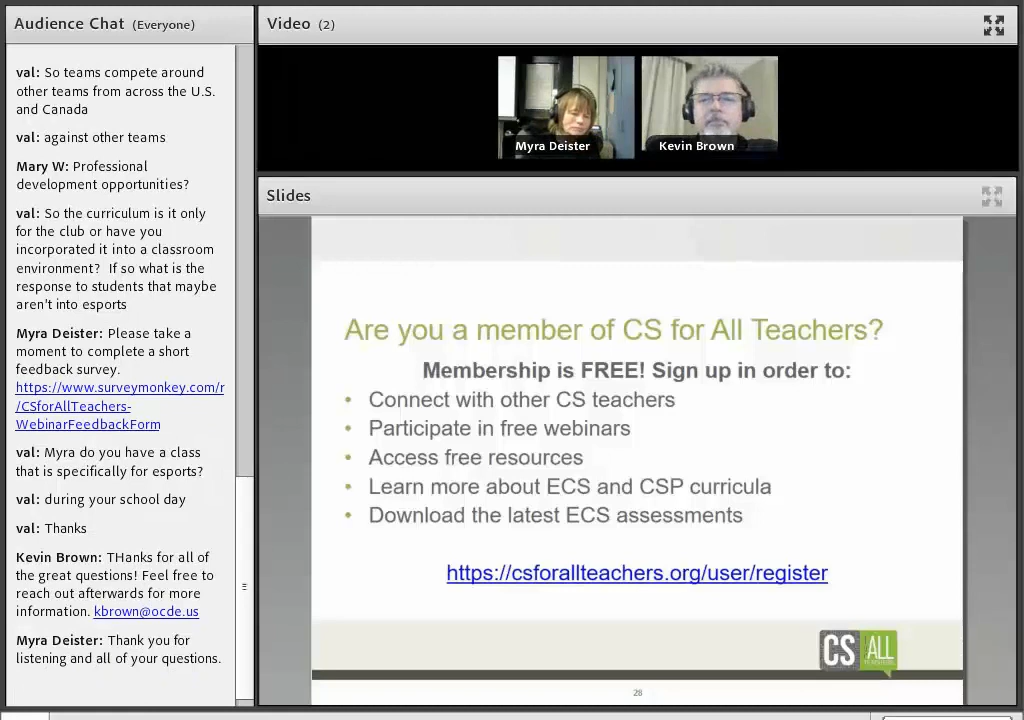 Audience Chat (Everyone)
val: So teams compete around
other teams from across the U.S.
and Canada
val: against other teams
Mary W: Professional
development opportunities?
val: So the curriculum is it only
for the club or have you
incorporated it into a classroom
environment?  If so what is the
response to students that maybe
aren't into esports
Myra Deister: Please take a
moment to complete a short
feedback survey.
https://www.surveymonkey.com/r
/CSforAllTeachers-
WebinarFeedbackForm
val: Myra do you have a class
that is specifically for esports?
val: during your school day
val: Thanks
Kevin Brown: THanks for all of
the great questions! Feel free to
reach out afterwards for more
information. kbrown@ocde.us
Myra Deister: Thank you for
listening and all of your questions.
Video (2)
Myra Deister
Kevin Brown
Slides
Are you a member of CS for All Teachers?
Membership is FREE! Sign up in order to:
• Connect with other CS teachers
• Participate in free webinars
• Access free resources
• Learn more about ECS and CSP curricula
• Download the latest ECS assessments
https://csforallteachers.org/user/register
CS ALL
28